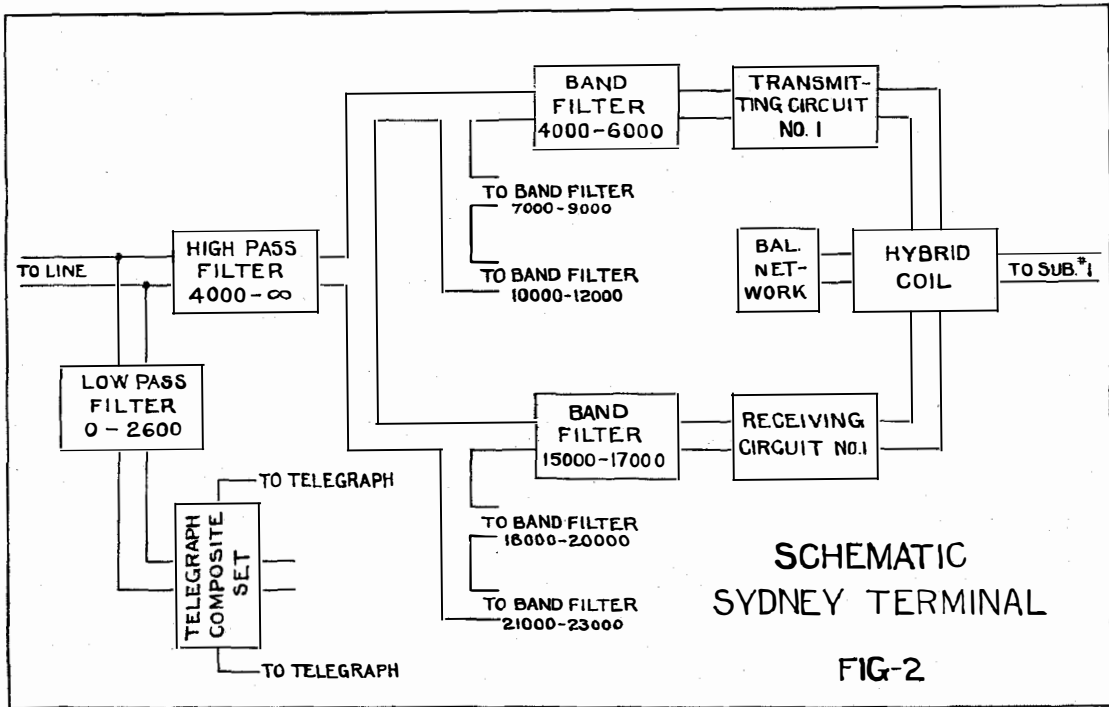 BAND
FILTER
4000-6000
TRANSMIT-
TING CIRCUIT
NO. 1
TO BAND FILTER
7000-9000
TO LINE
HIGH PASS
FILTER
4000-∞
TO BAND FILTER
10000-12000
BAL.
NET-
WORK
HYBRID
COIL
TO SUB.#1
LOW PASS
FILTER
0-2600
BAND
FILTER
15000-17000
RECEIVING
CIRCUIT NO.1
TO TELEGRAPH
TELEGRAPH
COMPOSITE
SET
TO TELEGRAPH
TO BAND FILTER
18000-20000
TO BAND FILTER
21000-23000
SCHEMATIC
SYDNEY TERMINAL
FIG-2